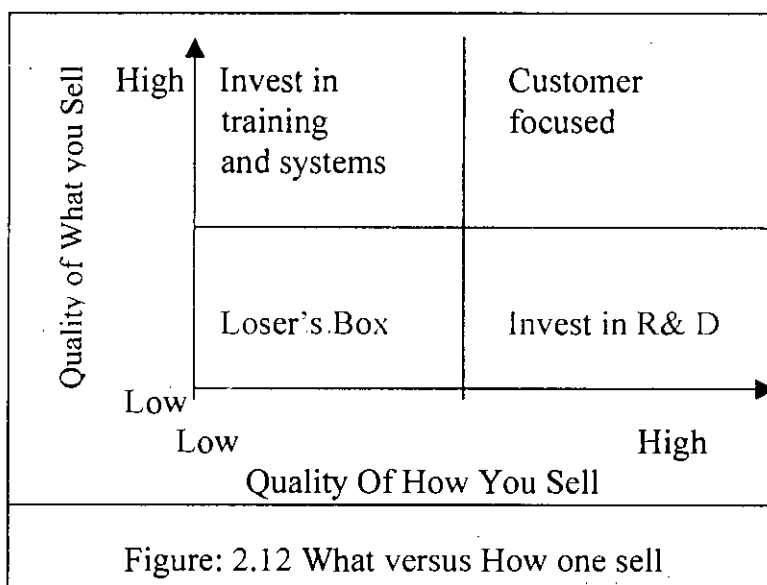 Quality of What you Sell
High
Invest in
training
and systems
Customer
focused
Loser's Box
Invest in R& D
Low
Low
High
Quality Of How You Sell
Figure: 2.12 What versus How one sell